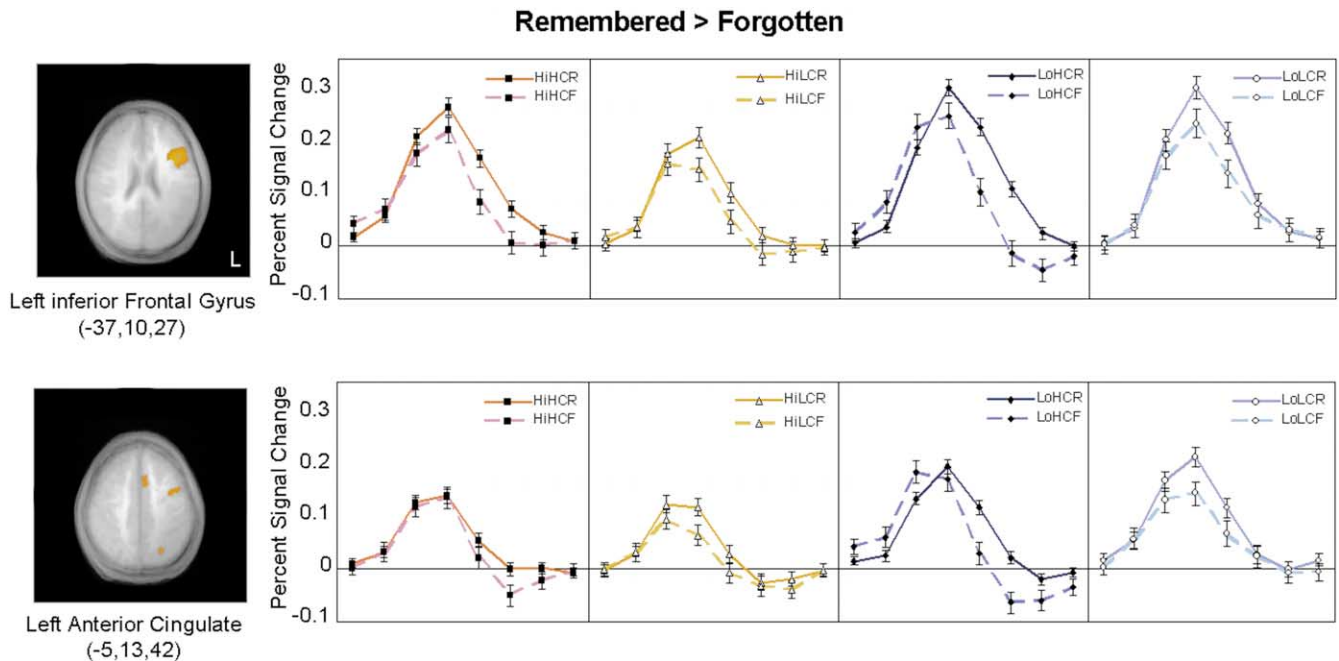 Remembered > Forgotten
L
Left inferior Frontal Gyrus
(-37,10,27)
Percent Signal Change
0.3
0.2
0.1
0
-0.1
HiHCR
HiHCF
HiLCR
HiLCF
LoHCR
LoHCF
LoLCR
LoLCF
Left Anterior Cingulate
(-5,13,42)
Percent Signal Change
0.3
0.2
0.1
0
-0.1
HiHCR
HiHCF
HiLCR
HiLCF
LoHCR
LoHCF
LoLCR
LoLCF